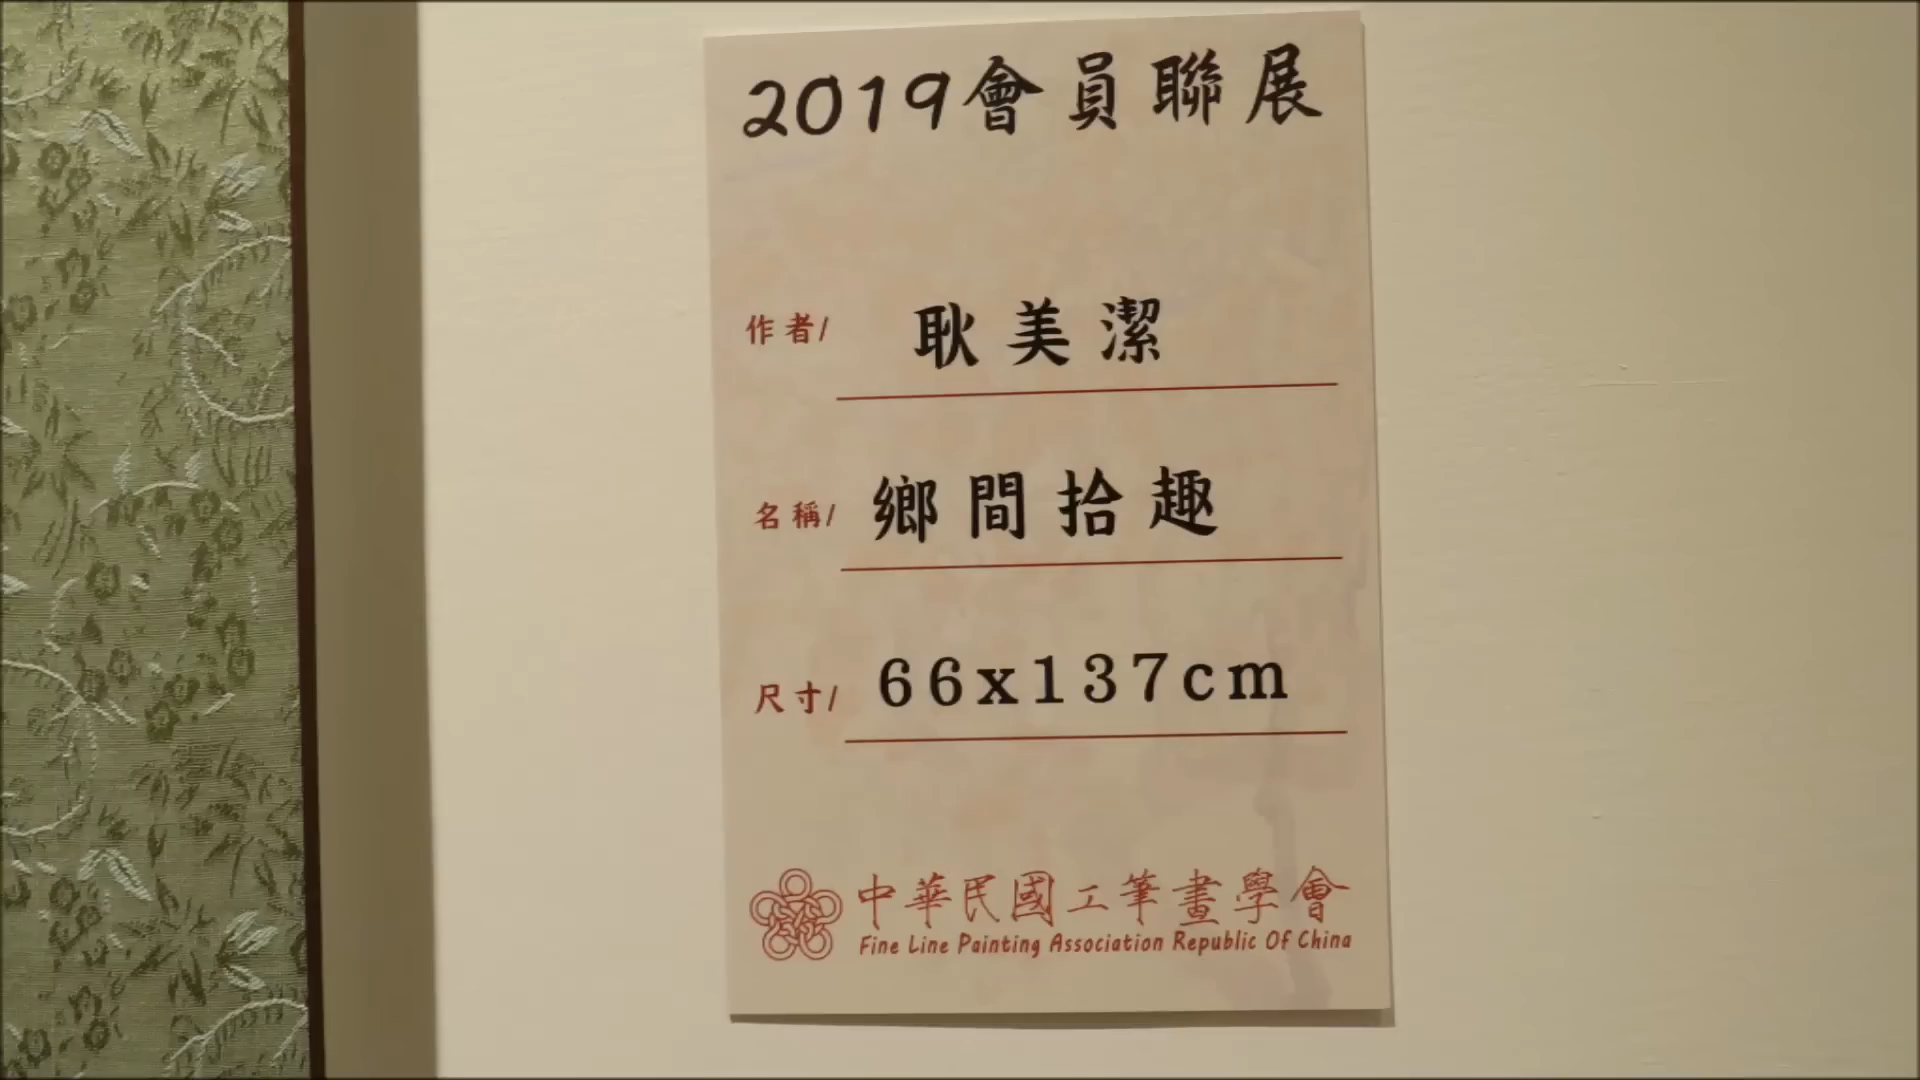 2019會員聯展
作者/ 耿美潔
名稱/ 鄉間拾趣
尺寸/ 66x137cm
中華民國工筆畫學會
Fine Line Painting Association Republic Of China